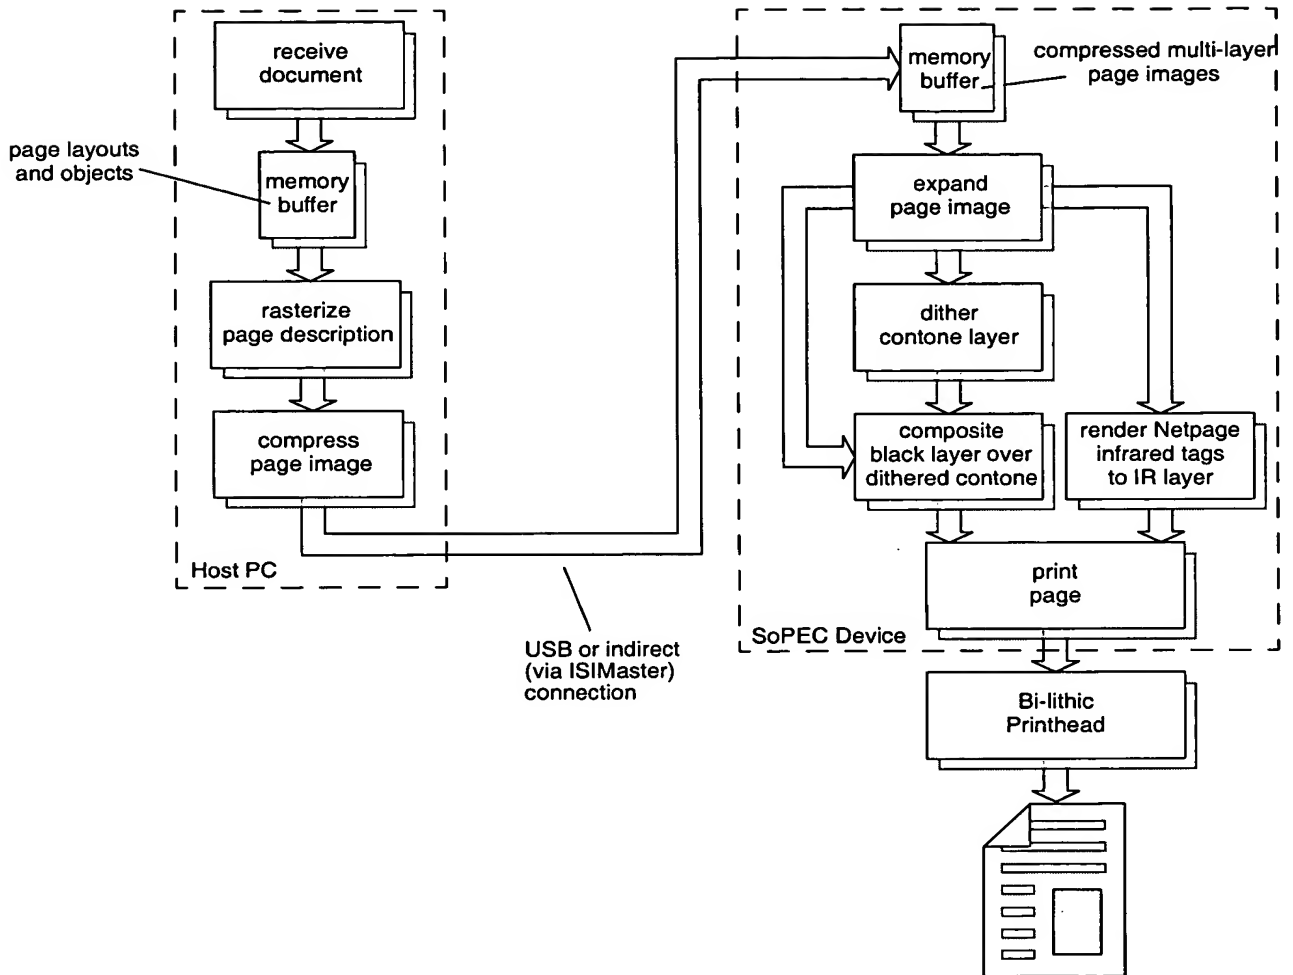 receive
document
page layouts
and objects
memory
buffer
rasterize
page description
compress
page image
Host PC
USB or indirect
(via ISIMaster)
connection
memory
buffer
compressed multi-layer
page images
expand
page image
dither
contone layer
composite
black layer over
dithered contone
render Netpage
infrared tags
to IR layer
print
page
SoPEC Device
Bi-lithic
Printhead